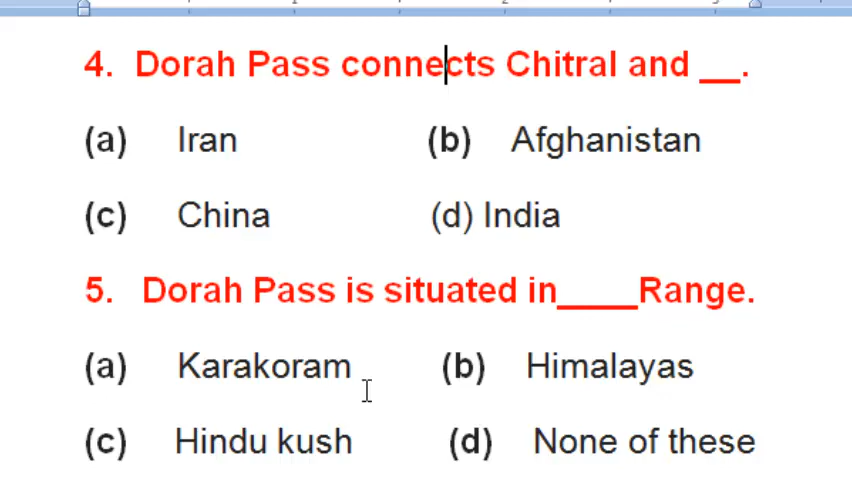 4. Dorah Pass connects Chitral and __.
(a) Iran (b) Afghanistan
(c) China (d) India
5. Dorah Pass is situated in____Range.
(a) Karakoram (b) Himalayas
(c) Hindu kush (d) None of these